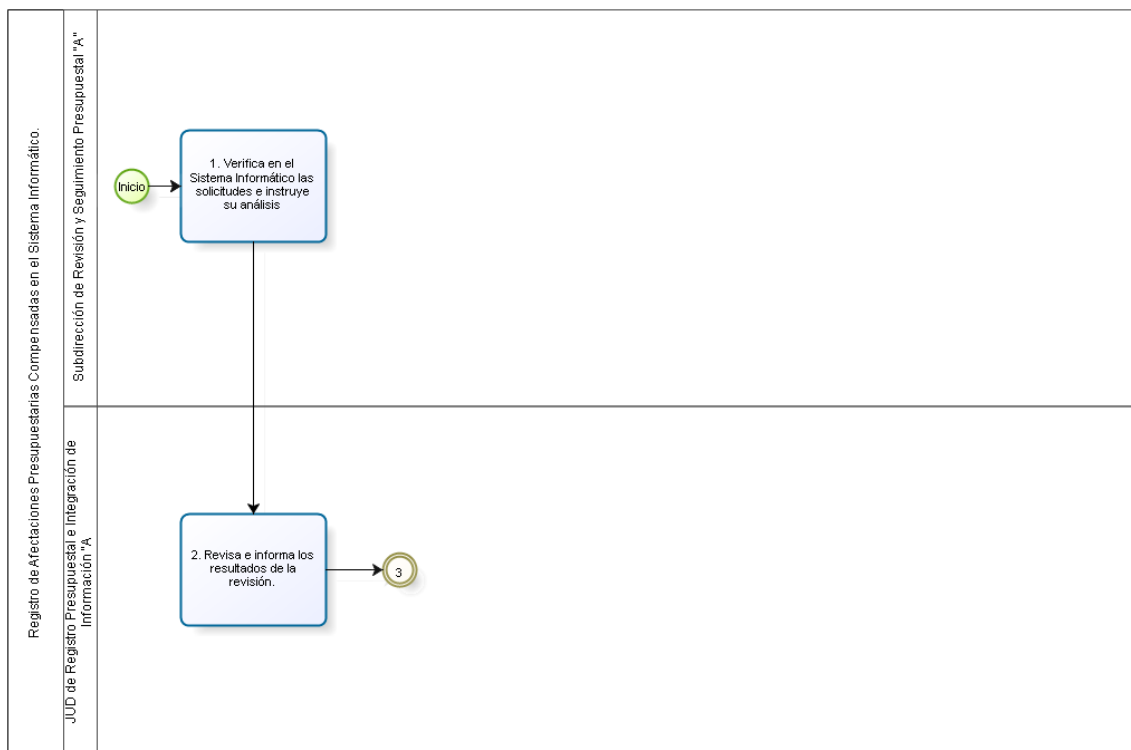 Registro de Afectaciones Presupuestarias Compensadas en el Sistema Informático.
Subdirección de Revisión y Seguimiento Presupuestal "A"
Inicio
1. Verifica en el
Sistema Informático las
solicitudes e instruye
su análisis
JUD de Registro Presupuestal e Integración de
Información "A
2. Revisa e informa los
resultados de la
revisión.
3